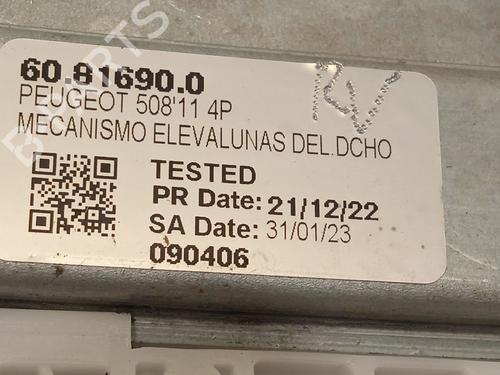 60.81690.0
PEUGEOT 508'11 4P
MECANISMO ELEVALUNAS DEL.DCHO
TESTED
PR Date: 21/12/22
SA Date: 31/01/23
090406
RV